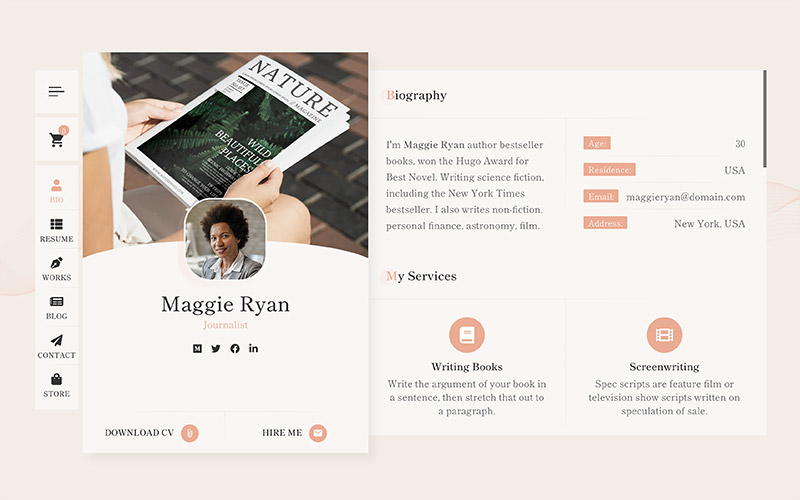 0
BIO
RESUME
WORKS
BLOG
CONTACT
STORE
NATURE
MAGAZINE
WILD
BEAUTIFUL
PLACES
Maggie Ryan
Journalist
DOWNLOAD CV
HIRE ME
Biography
I'm Maggie Ryan author bestseller
books, won the Hugo Award for
Best Novel. Writing science fiction,
including the New York Times
bestseller. I also writes non-fiction,
personal finance, astronomy, film.
Age: 30
Residence: USA
Email: maggieryan@domain.com
Address: New York, USA
My Services
Writing Books
Write the argument of your book in
a sentence, then stretch that out to
a paragraph.
Screenwriting
Spec scripts are feature film or
television show scripts written on
speculation of sale.